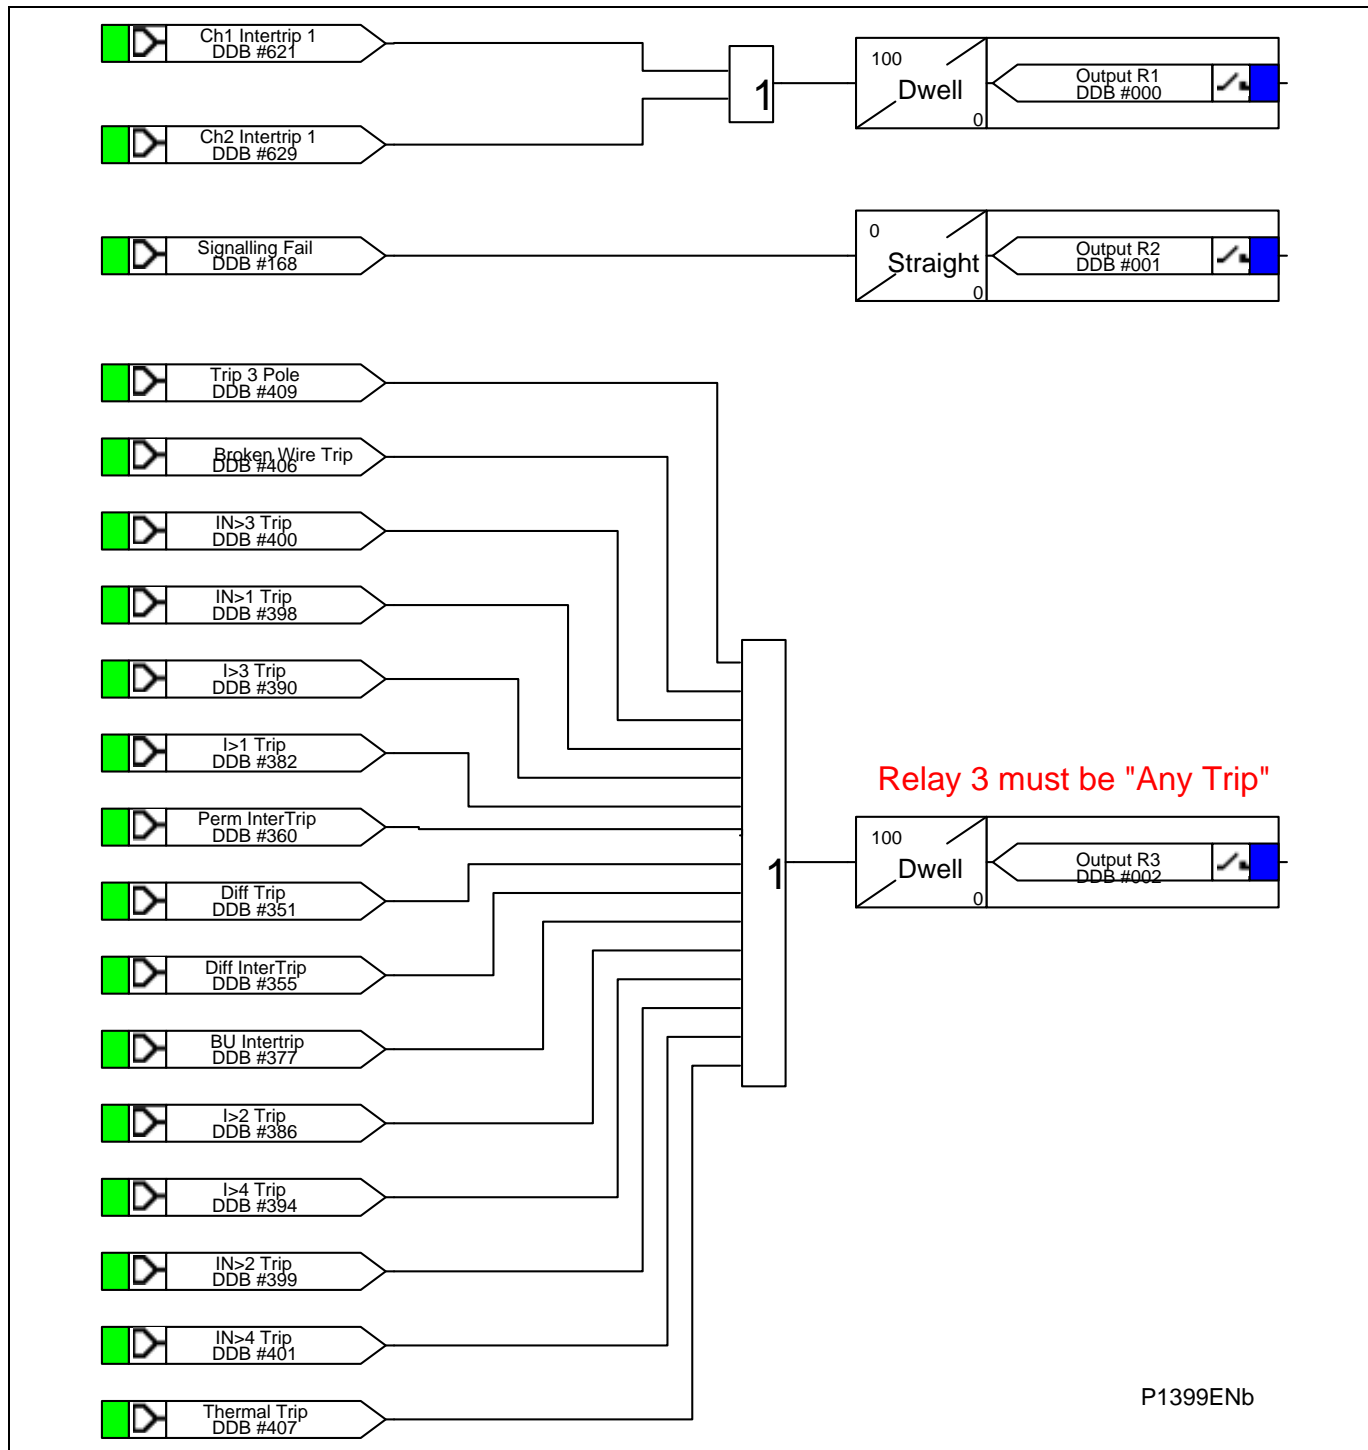 Ch1 Intertrip 1
DDB #621
Ch2 Intertrip 1
DDB #629
1
100
Dwell
0
Output R1
DDB #000
Signalling Fail
DDB #168
0
Straight
0
Output R2
DDB #001
Trip 3 Pole
DDB #409
Broken Wire Trip
DDB #406
IN>3 Trip
DDB #400
IN>1 Trip
DDB #398
I>3 Trip
DDB #390
I>1 Trip
DDB #382
Perm InterTrip
DDB #360
Diff Trip
DDB #351
Diff InterTrip
DDB #355
BU Intertrip
DDB #377
I>2 Trip
DDB #386
I>4 Trip
DDB #394
IN>2 Trip
DDB #399
IN>4 Trip
DDB #401
Thermal Trip
DDB #407
1
Relay 3 must be "Any Trip"
100
Dwell
0
Output R3
DDB #002
P1399ENb